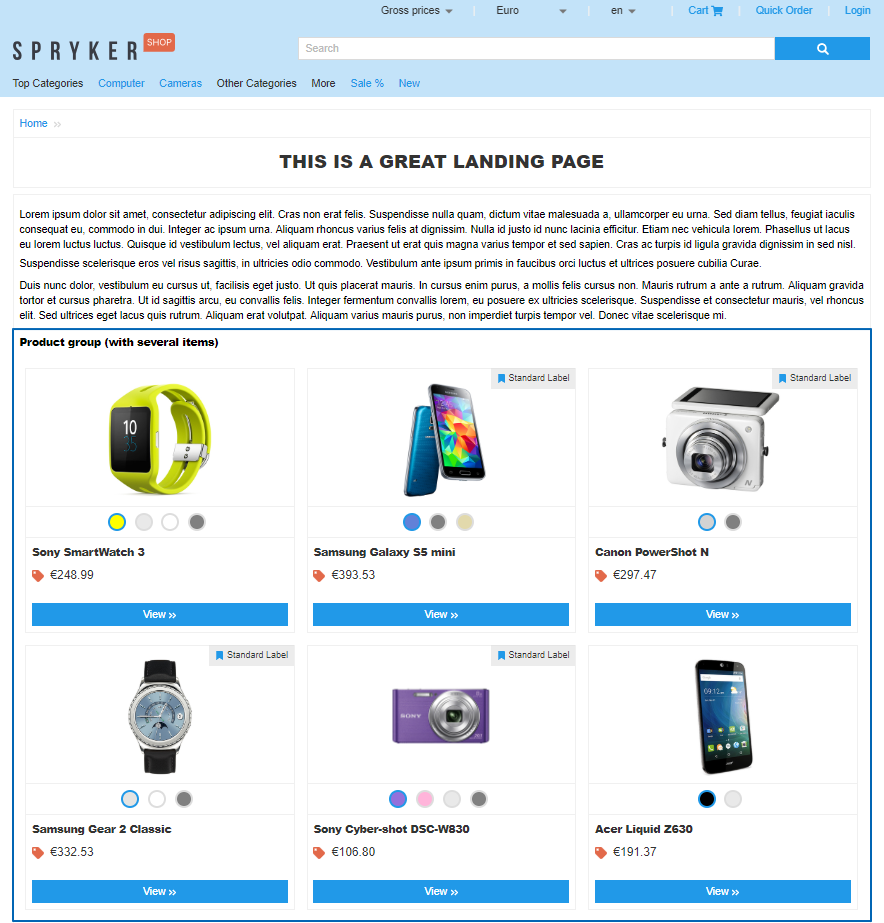 Gross prices
Euro
en
Cart
Quick Order
Login
SPRYKER
SHOP
Search
Top Categories Computer Cameras Other Categories More Sale % New
Home »
THIS IS A GREAT LANDING PAGE
Lorem ipsum dolor sit amet, consectetur adipiscing elit. Cras non erat felis. Suspendisse nulla quam, dictum vitae malesuada a, ullamcorper eu urna. Sed diam tellus, feugiat iaculis
consequat eu, commodo in dui. Integer ac ipsum urna. Aliquam rhoncus varius felis at dignissim. Nulla id justo id nunc lacinia efficitur. Etiam nec vehicula lorem. Phasellus ut lacus
eu lorem luctus luctus. Quisque id vestibulum lectus, vel aliquam erat. Praesent ut erat quis magna varius tempor et sed sapien. Cras ac turpis id ligula gravida dignissim in sed nisl.
Suspendisse scelerisque eros vel risus sagittis, in ultricies odio commodo. Vestibulum ante ipsum primis in faucibus orci luctus et ultrices posuere cubilia Curae.
Duis nunc dolor, vestibulum eu cursus ut, facilisis eget justo. Ut quis placerat mauris. In cursus enim purus, a mollis felis cursus non. Mauris rutrum a ante a rutrum. Aliquam gravida
tortor et cursus pharetra. Ut id sagittis arcu, eu convallis felis. Integer fermentum convallis lorem, eu posuere ex ultricies scelerisque. Suspendisse et consectetur mauris, vel rhoncus
elit. Sed ultrices eget lacus quis rutrum. Aliquam erat volutpat. Aliquam varius mauris purus, non imperdiet turpis tempor vel. Donec vitae scelerisque mi.
Product group (with several items)
10
35
Sony SmartWatch 3
€248.99
View »
Standard Label
Samsung Galaxy S5 mini
€393.53
View »
Standard Label
N
Canon PowerShot N
€297.47
View »
Standard Label
Samsung Gear 2 Classic
€332.53
View »
Standard Label
SONY
Sony Cyber-shot DSC-W830
€106.80
View »
09:12
Acer Liquid Z630
€191.37
View »